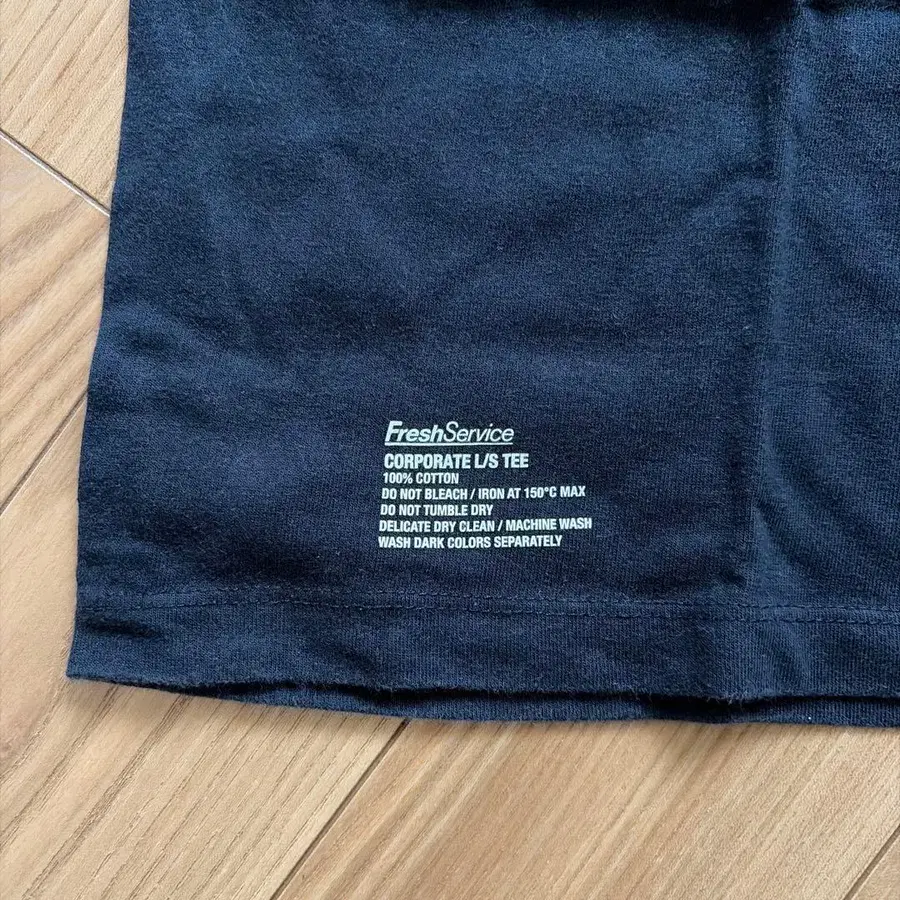 FreshService
CORPORATE L/S TEE
100% COTTON
DO NOT BLEACH / IRON AT 150°C MAX
DO NOT TUMBLE DRY
DELICATE DRY CLEAN / MACHINE WASH
WASH DARK COLORS SEPARATELY